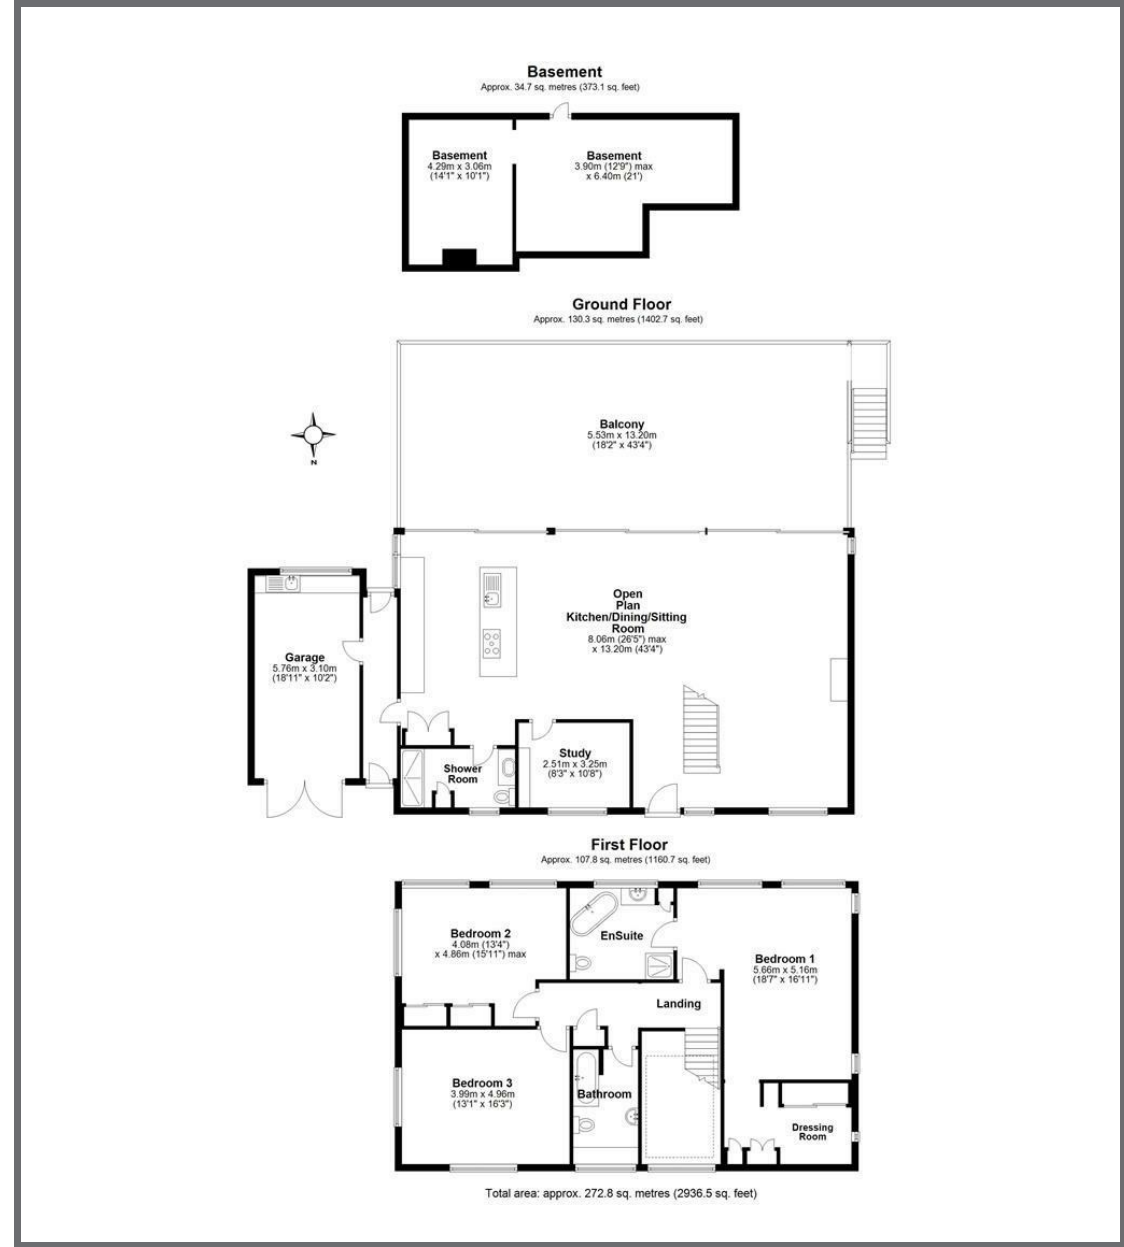 Basement
Approx. 34.7 sq. metres (373.1 sq. feet)
Basement
4.29m x 3.06m
(14'1" x 10'1")
Basement
3.90m (12'9") max
x 6.40m (21')
Ground Floor
Approx. 130.3 sq. metres (1402.7 sq. feet)
Balcony
5.53m x 13.20m
(18'2" x 43'4")
N
Open
Plan
Kitchen/Dining/Sitting
Room
8.06m (26'5") max
x 13.20m (43'4")
Garage
5.76m x 3.10m
(18'11" x 10'2")
Study
2.51m x 3.25m
(8'3" x 10'8")
Shower
Room
First Floor
Approx. 107.8 sq. metres (1160.7 sq. feet)
Bedroom 2
4.08m (13'4")
x 4.86m (15'11") max
EnSuite
Bedroom 1
5.66m x 5.16m
(18'7" x 16'11")
Landing
Bedroom 3
3.99m x 4.96m
(13'1" x 16'3")
Bathroom
Dressing
Room
Total area: approx. 272.8 sq. metres (2936.5 sq. feet)